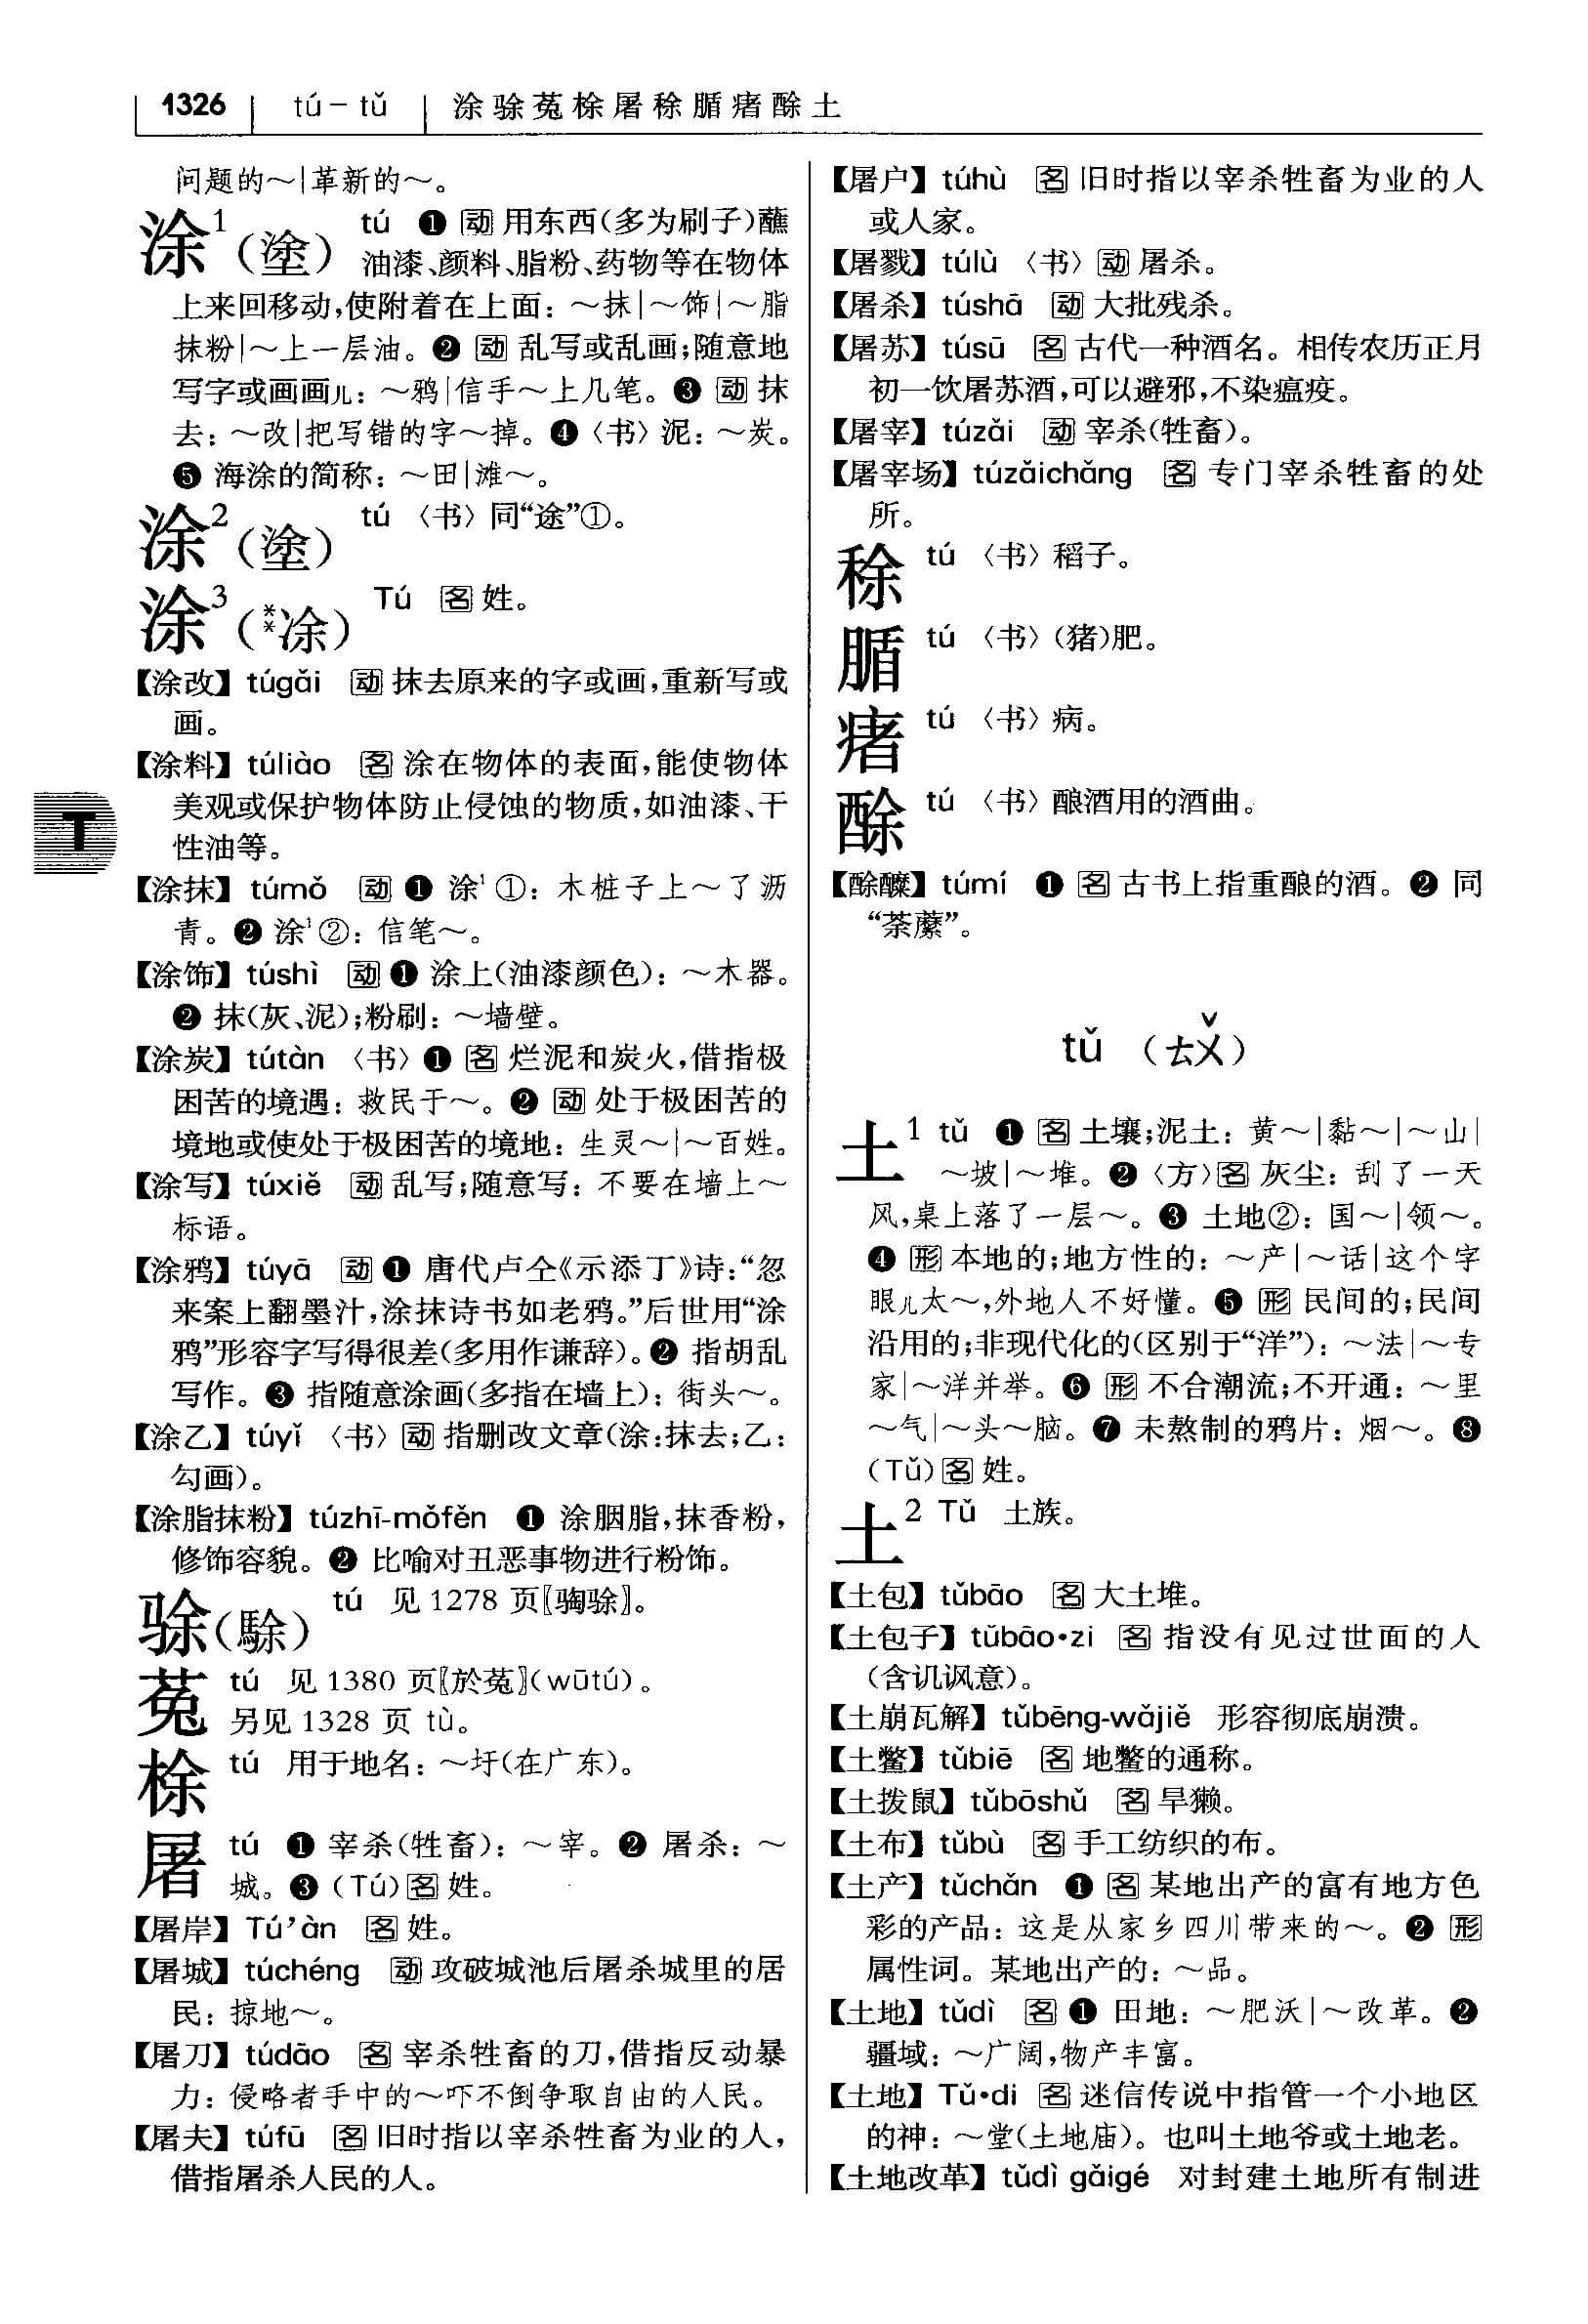 1326 tú－tǔ 涂𬳿菟梌屠稌腯瘏酴土
问题的～|革新的～。
涂¹（塗） tú ❶ 动 用东西（多为刷子）蘸
油漆、颜料、脂粉、药物等在物体
上来回移动，使附着在上面：～抹|～饰|～脂
抹粉|～上一层油。❷ 动 乱写或乱画；随意地
写字或画画儿：～鸦|信手～上几笔。❸ 动 抹
去：～改|把写错的字～掉。❹〈书〉泥：～炭。
❺ 海涂的简称：～田|滩～。
涂²（塗） tú 〈书〉同“途”①。
涂³（**凃） Tú 名 姓。
【涂改】túgǎi 动 抹去原来的字或画，重新写或
画。
【涂料】túliào 名 涂在物体的表面，能使物体
美观或保护物体防止侵蚀的物质，如油漆、干
性油等。
【涂抹】túmǒ 动 ❶ 涂¹①：木桩子上～了沥
青。❷ 涂¹②：信笔～。
【涂饰】túshì 动 ❶ 涂上（油漆颜色）：～木器。
❷ 抹（灰、泥）；粉刷：～墙壁。
【涂炭】tútàn 〈书〉❶ 名 烂泥和炭火，借指极
困苦的境遇：救民于～。❷ 动 处于极困苦的
境地或使处于极困苦的境地：生灵～|～百姓。
【涂写】túxiě 动 乱写；随意写：不要在墙上～
标语。
【涂鸦】túyā 动 ❶ 唐代卢仝《示添丁》诗：“忽
来案上翻墨汁，涂抹诗书如老鸦。”后世用“涂
鸦”形容字写得很差（多用作谦辞）。❷ 指胡乱
写作。❸ 指随意涂画（多指在墙上）：街头～。
【涂乙】túyǐ 〈书〉动 指删改文章（涂：抹去；乙：
勾画）。
【涂脂抹粉】túzhī-mǒfěn ❶ 涂胭脂，抹香粉，
修饰容貌。❷ 比喻对丑恶事物进行粉饰。
𬳿（駼） tú 见 1278 页〖𫘦𬳿〗。
菟 tú 见 1380 页〖於菟〗（wūtú）。
另见 1328 页 tù。
梌 tú 用于地名：～圩（在广东）。
屠 tú ❶ 宰杀（牲畜）：～宰。❷ 屠杀：～
城。❸（Tú）名 姓。
【屠岸】Tú’àn 名 姓。
【屠城】túchéng 动 攻破城池后屠杀城里的居
民：掠地～。
【屠刀】túdāo 名 宰杀牲畜的刀，借指反动暴
力：侵略者手中的～吓不倒争取自由的人民。
【屠夫】túfū 名 旧时指以宰杀牲畜为业的人，
借指屠杀人民的人。
【屠户】túhù 名 旧时指以宰杀牲畜为业的人
或人家。
【屠戮】túlù 〈书〉动 屠杀。
【屠杀】túshā 动 大批残杀。
【屠苏】túsū 名 古代一种酒名。相传农历正月
初一饮屠苏酒，可以避邪，不染瘟疫。
【屠宰】túzǎi 动 宰杀（牲畜）。
【屠宰场】túzǎichǎng 名 专门宰杀牲畜的处
所。
稌 tú 〈书〉稻子。
腯 tú 〈书〉（猪）肥。
瘏 tú 〈书〉病。
酴 tú 〈书〉酿酒用的酒曲。
【酴醾】túmí ❶ 名 古书上指重酿的酒。❷ 同
“荼蘼”。
T
tǔ （ㄊㄨˇ）
土¹ tǔ ❶ 名 土壤；泥土：黄～|黏～|～山|
～坡|～堆。❷〈方〉名 灰尘：刮了一天
风，桌上落了一层～。❸ 土地②：国～|领～。
❹ 形 本地的；地方性的：～产|～话|这个字
眼儿太～，外地人不好懂。❺ 形 民间的；民间
沿用的；非现代化的（区别于“洋”）：～法|～专
家|～洋并举。❻ 形 不合潮流；不开通：～里
～气|～头～脑。❼ 未熬制的鸦片：烟～。❽
（Tǔ）名 姓。
土² Tǔ 土族。
【土包】tǔbāo 名 大土堆。
【土包子】tǔbāo·zi 名 指没有见过世面的人
（含讥讽意）。
【土崩瓦解】tǔbēng-wǎjiě 形容彻底崩溃。
【土鳖】tǔbiē 名 地鳖的通称。
【土拨鼠】tǔbōshǔ 名 旱獭。
【土布】tǔbù 名 手工纺织的布。
【土产】tǔchǎn ❶ 名 某地出产的富有地方色
彩的产品：这是从家乡四川带来的～。❷ 形
属性词。某地出产的：～品。
【土地】tǔdì 名 ❶ 田地：～肥沃|～改革。❷
疆域：～广阔，物产丰富。
【土地】Tǔ·di 名 迷信传说中指管一个小地区
的神：～堂（土地庙）。也叫土地爷或土地老。
【土地改革】tǔdì gǎigé 对封建土地所有制进